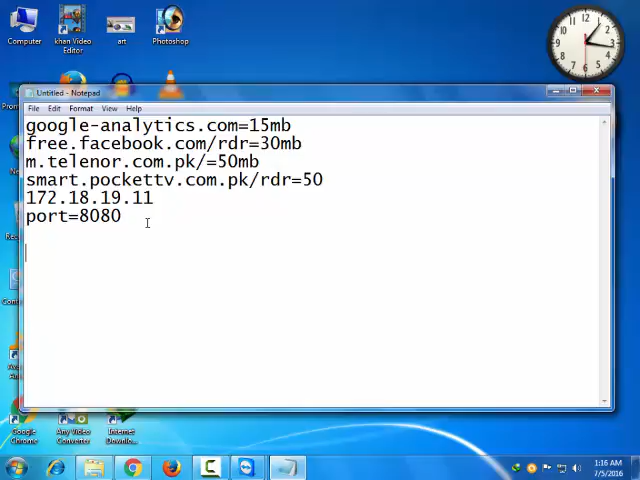 Computer
khan Video
Editor
art
Photoshop
Untitled - Notepad
File Edit Format View Help
google-analytics.com=15mb
free.facebook.com/rdr=30mb
m.telenor.com.pk/=50mb
smart.pockettv.com.pk/rdr=50
172.18.19.11
port=8080
Google
Chrome
Any Video
Converter
Internet
Downlo...
1:16 AM
7/5/2016